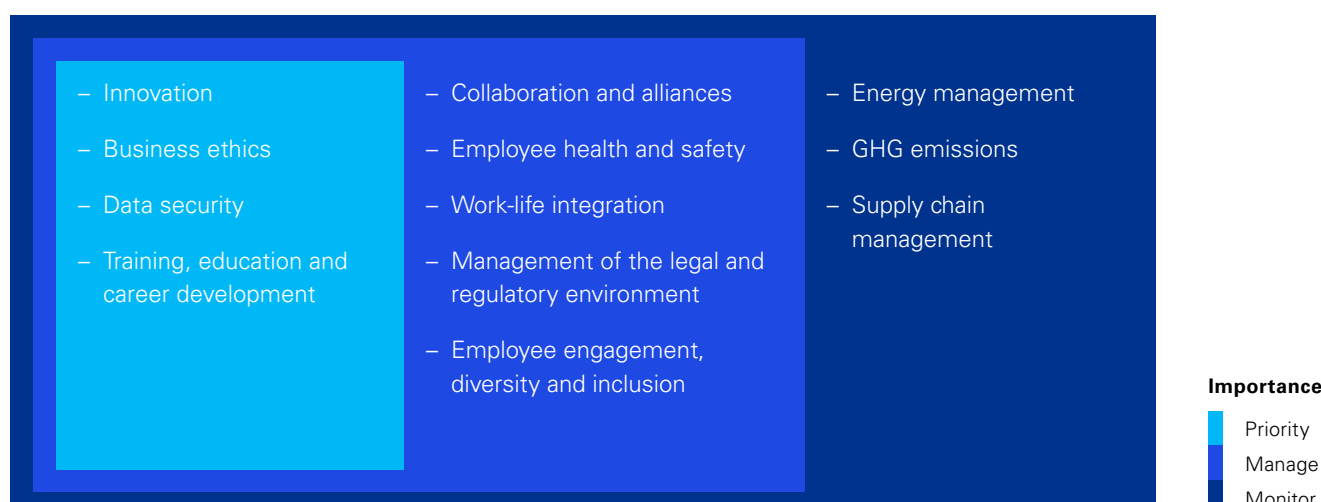 – Innovation
– Business ethics
– Data security
– Training, education and
career development
– Collaboration and alliances
– Employee health and safety
– Work-life integration
– Management of the legal and
regulatory environment
– Employee engagement,
diversity and inclusion
– Energy management
– GHG emissions
– Supply chain
management
Importance
Priority
Manage
Monitor